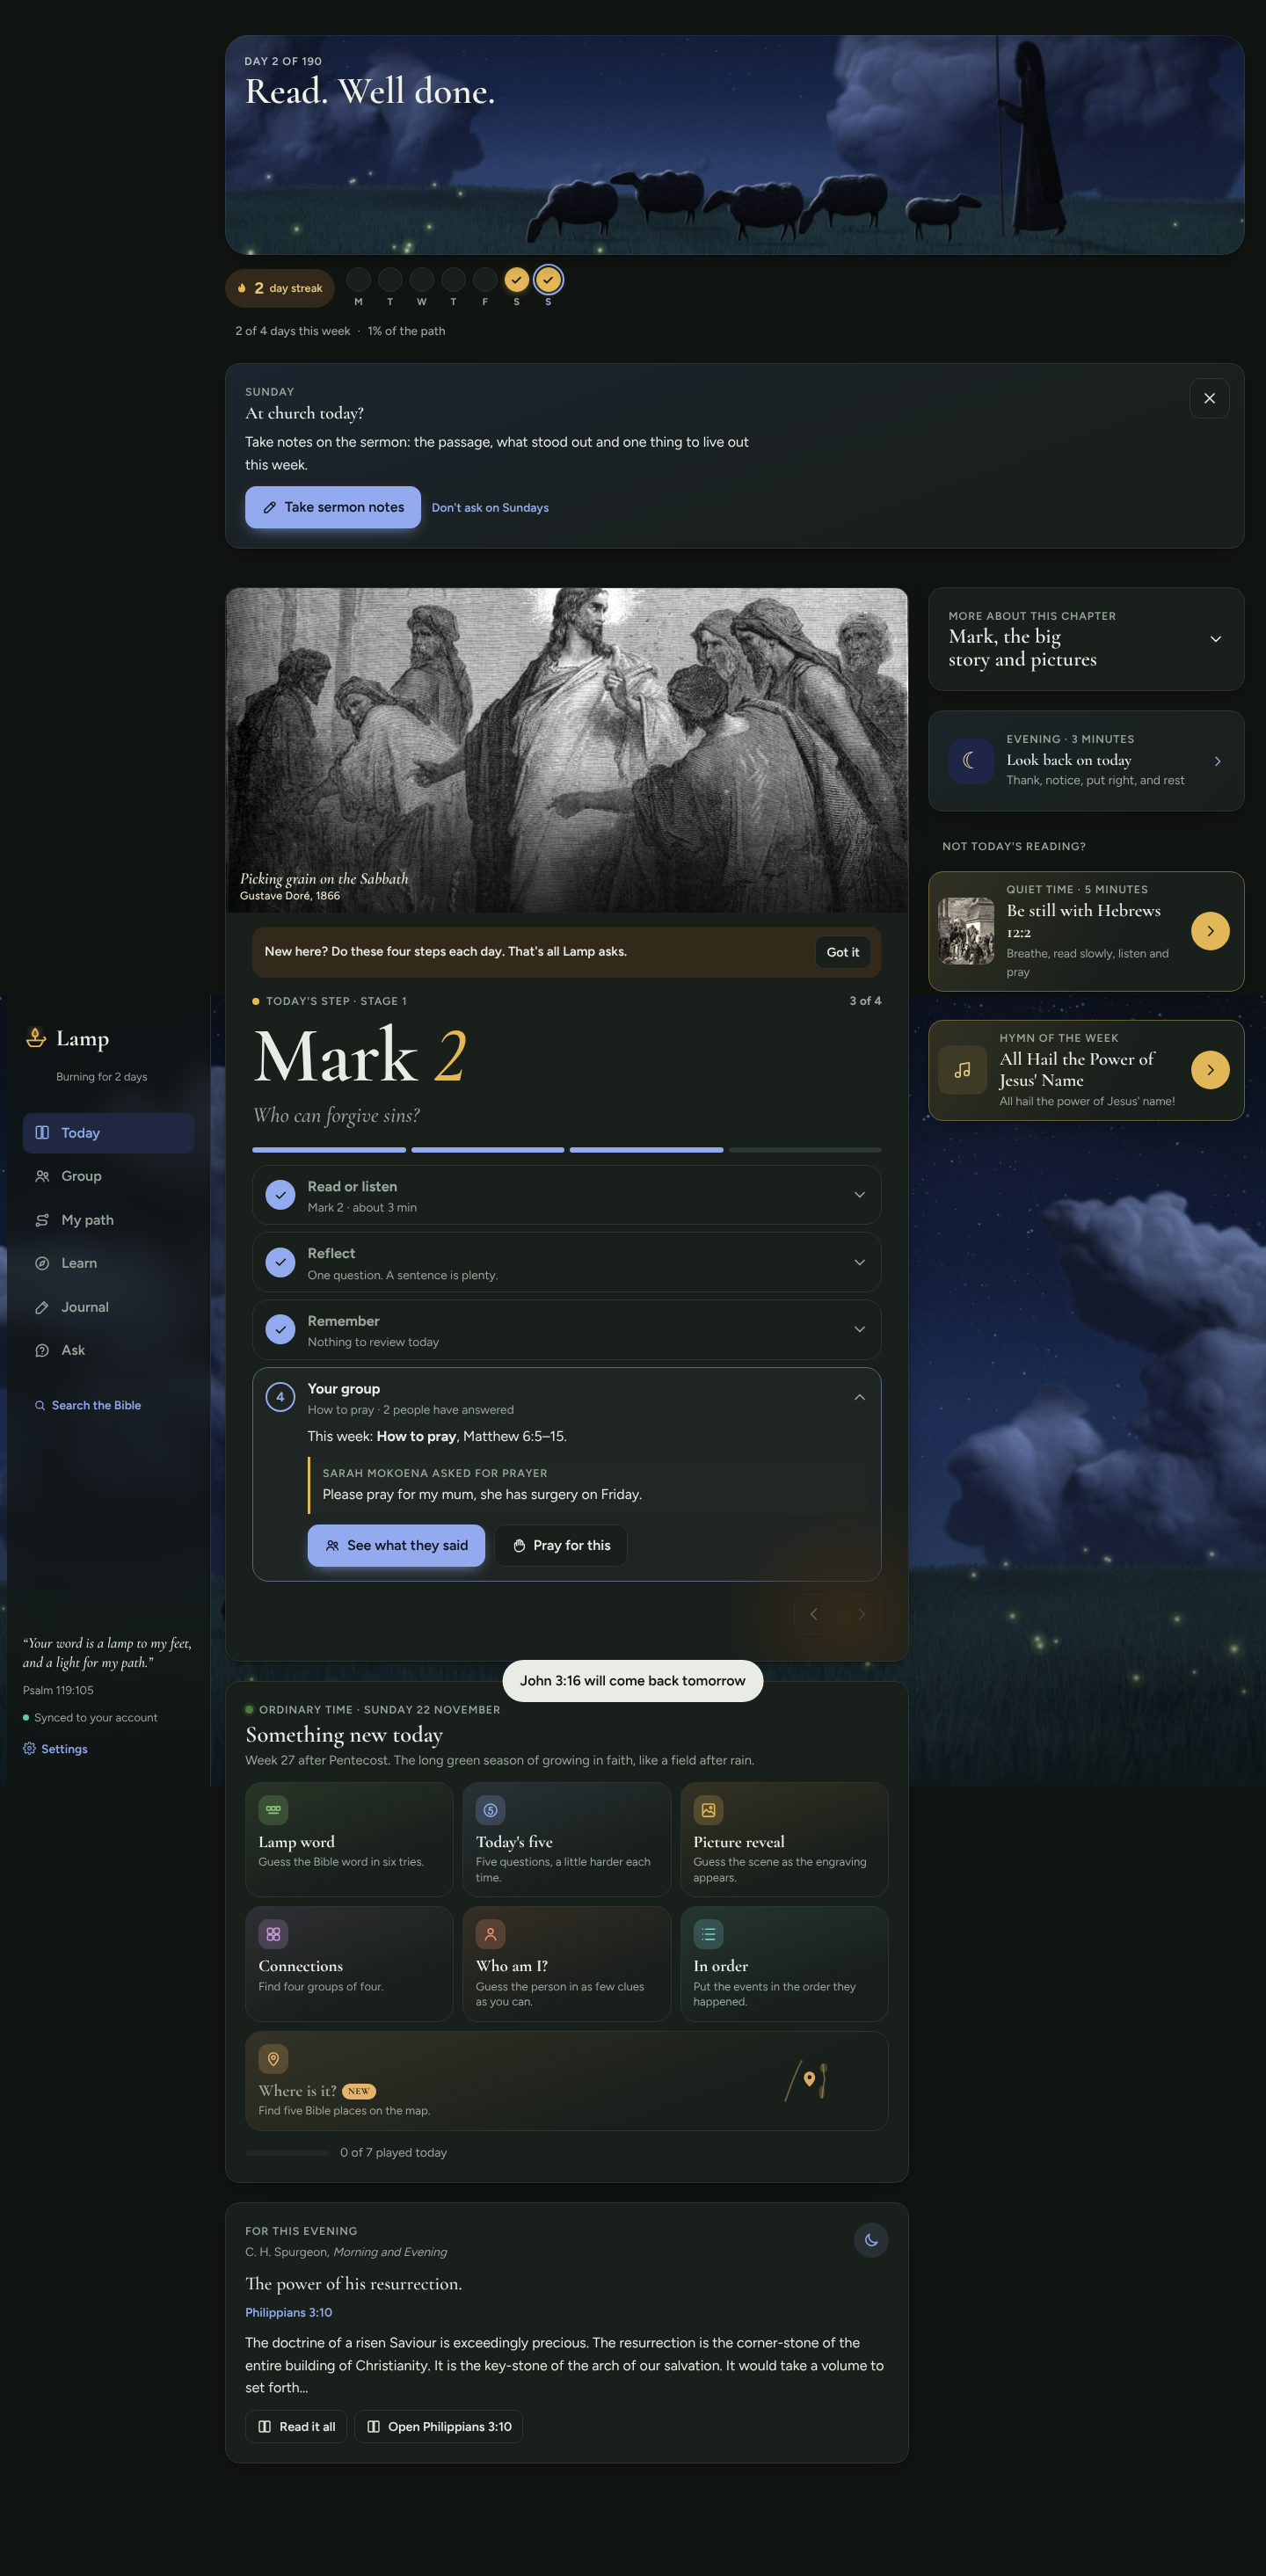 DAY 2 OF 190
Read. Well done.
2 day streak
M T W T F S S
2 of 4 days this week · 1% of the path
SUNDAY
At church today?
Take notes on the sermon: the passage, what stood out and one thing to live out
this week.
Take sermon notes
Don't ask on Sundays
Picking grain on the Sabbath
Gustave Doré, 1866
New here? Do these four steps each day. That's all Lamp asks.
Got it
TODAY'S STEP · STAGE 1
3 of 4
Mark 2
Who can forgive sins?
Read or listen
Mark 2 · about 3 min
Reflect
One question. A sentence is plenty.
Remember
Nothing to review today
4
Your group
How to pray · 2 people have answered
This week: How to pray, Matthew 6:5–15.
SARAH MOKOENA ASKED FOR PRAYER
Please pray for my mum, she has surgery on Friday.
See what they said
Pray for this
MORE ABOUT THIS CHAPTER
Mark, the big
story and pictures
EVENING · 3 MINUTES
Look back on today
Thank, notice, put right, and rest
NOT TODAY'S READING?
QUIET TIME · 5 MINUTES
Be still with Hebrews
12:2
Breathe, read slowly, listen and
pray
HYMN OF THE WEEK
All Hail the Power of
Jesus' Name
All hail the power of Jesus' name!
Lamp
Burning for 2 days
Today
Group
My path
Learn
Journal
Ask
Search the Bible
“Your word is a lamp to my feet,
and a light for my path.”
Psalm 119:105
Synced to your account
Settings
John 3:16 will come back tomorrow
ORDINARY TIME · SUNDAY 22 NOVEMBER
Something new today
Week 27 after Pentecost. The long green season of growing in faith, like a field after rain.
Lamp word
Guess the Bible word in six tries.
5
Today's five
Five questions, a little harder each
time.
Picture reveal
Guess the scene as the engraving
appears.
Connections
Find four groups of four.
Who am I?
Guess the person in as few clues
as you can.
In order
Put the events in the order they
happened.
Where is it? NEW
Find five Bible places on the map.
0 of 7 played today
FOR THIS EVENING
C. H. Spurgeon, Morning and Evening
The power of his resurrection.
Philippians 3:10
The doctrine of a risen Saviour is exceedingly precious. The resurrection is the corner-stone of the
entire building of Christianity. It is the key-stone of the arch of our salvation. It would take a volume to
set forth…
Read it all
Open Philippians 3:10